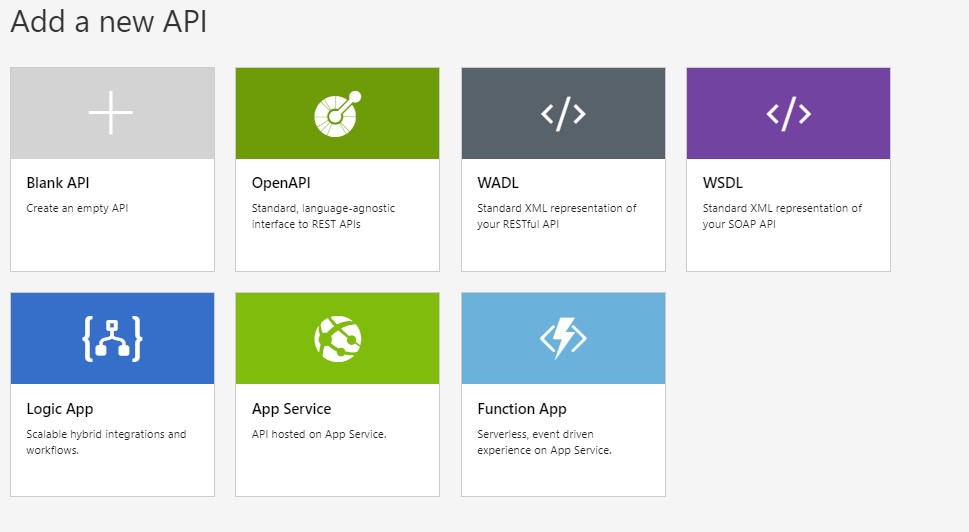 Add a new API
Blank API
Create an empty API
OpenAPI
Standard, language-agnostic
interface to REST APIs
WADL
Standard XML representation of
your RESTful API
WSDL
Standard XML representation of
your SOAP API
Logic App
Scalable hybrid integrations and
workflows.
App Service
API hosted on App Service.
Function App
Serverless, event driven
experience on App Service.